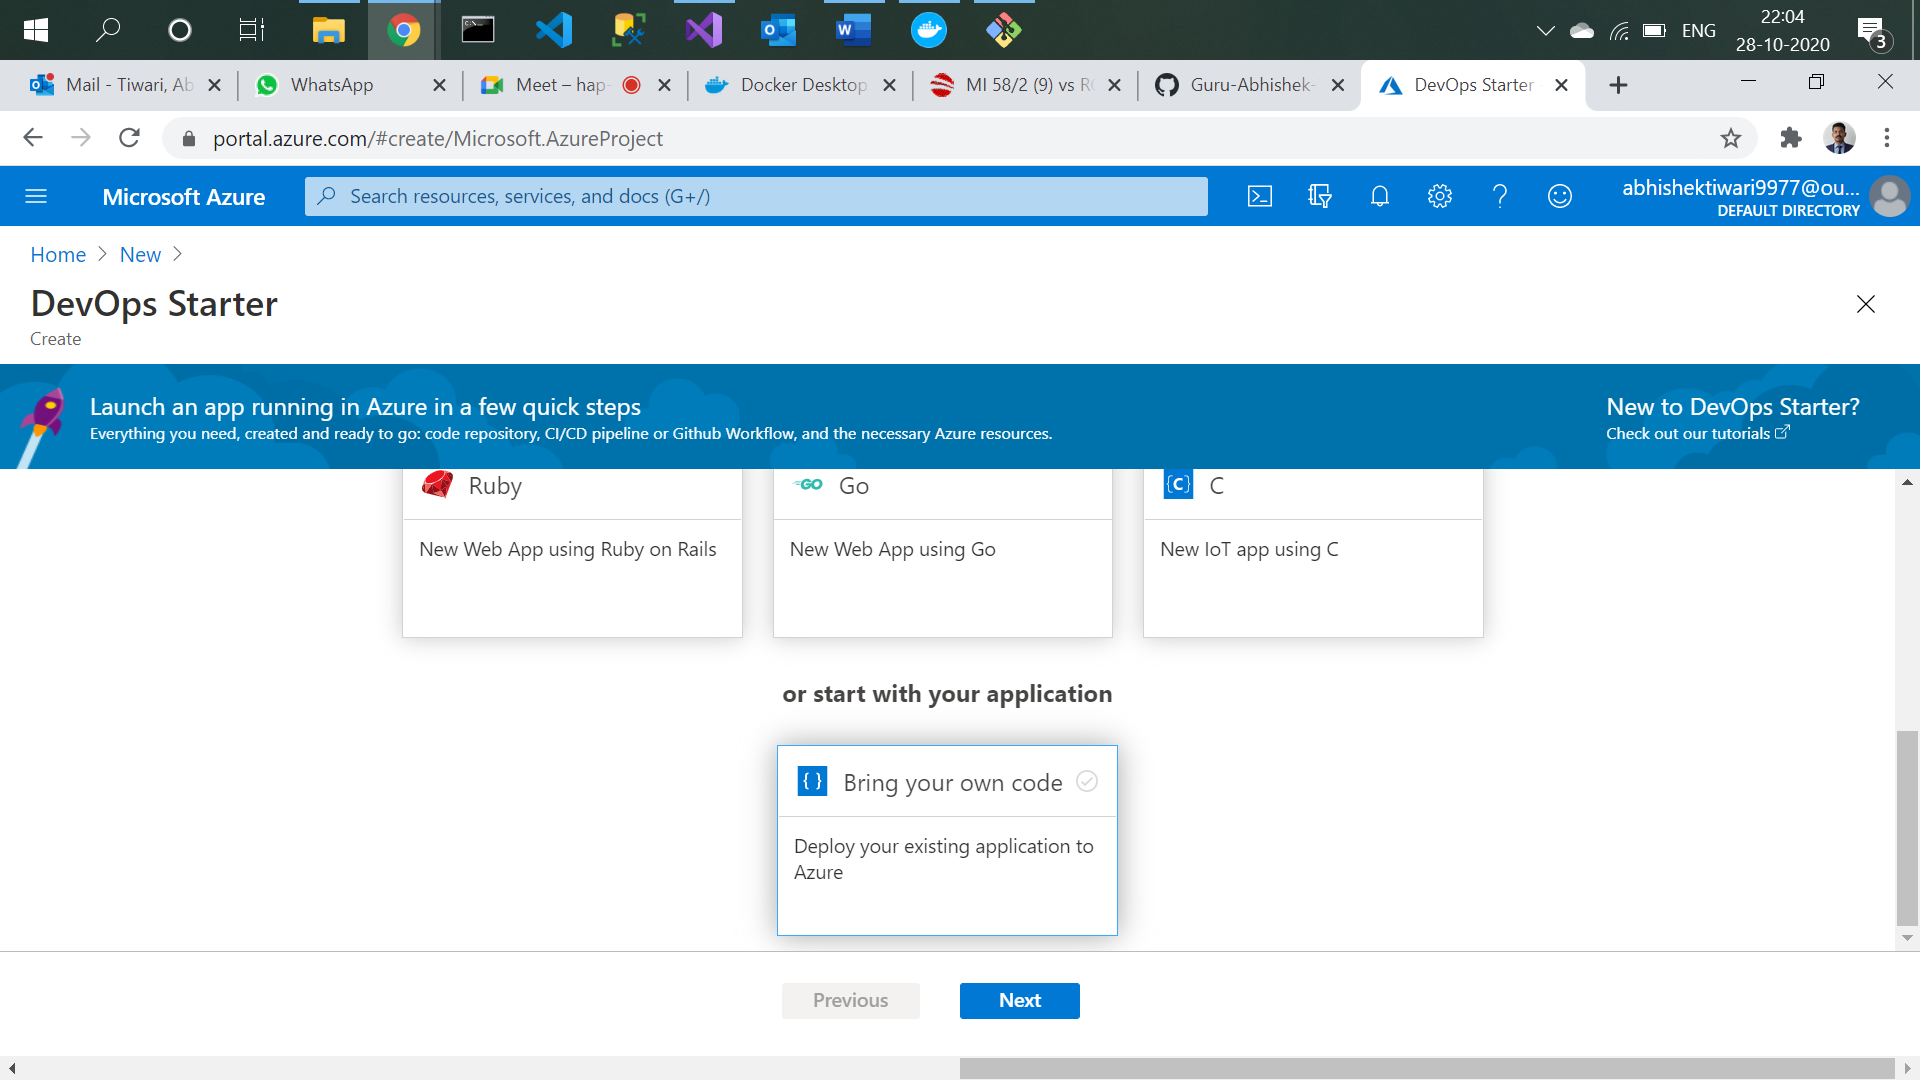 ENG
22:04
28-10-2020
3
Mail - Tiwari, Ab
WhatsApp
Meet – hap-
Docker Desktop
MI 58/2 (9) vs RC
Guru-Abhishek-
DevOps Starter
portal.azure.com/#create/Microsoft.AzureProject
Microsoft Azure
Search resources, services, and docs (G+/)
abhishektiwari9977@ou...
DEFAULT DIRECTORY
Home > New >
DevOps Starter
Create
Launch an app running in Azure in a few quick steps
Everything you need, created and ready to go: code repository, CI/CD pipeline or Github Workflow, and the necessary Azure resources.
New to DevOps Starter?
Check out our tutorials
Ruby
New Web App using Ruby on Rails
GO Go
New Web App using Go
{C} C
New IoT app using C
or start with your application
{ } Bring your own code
Deploy your existing application to
Azure
Previous
Next